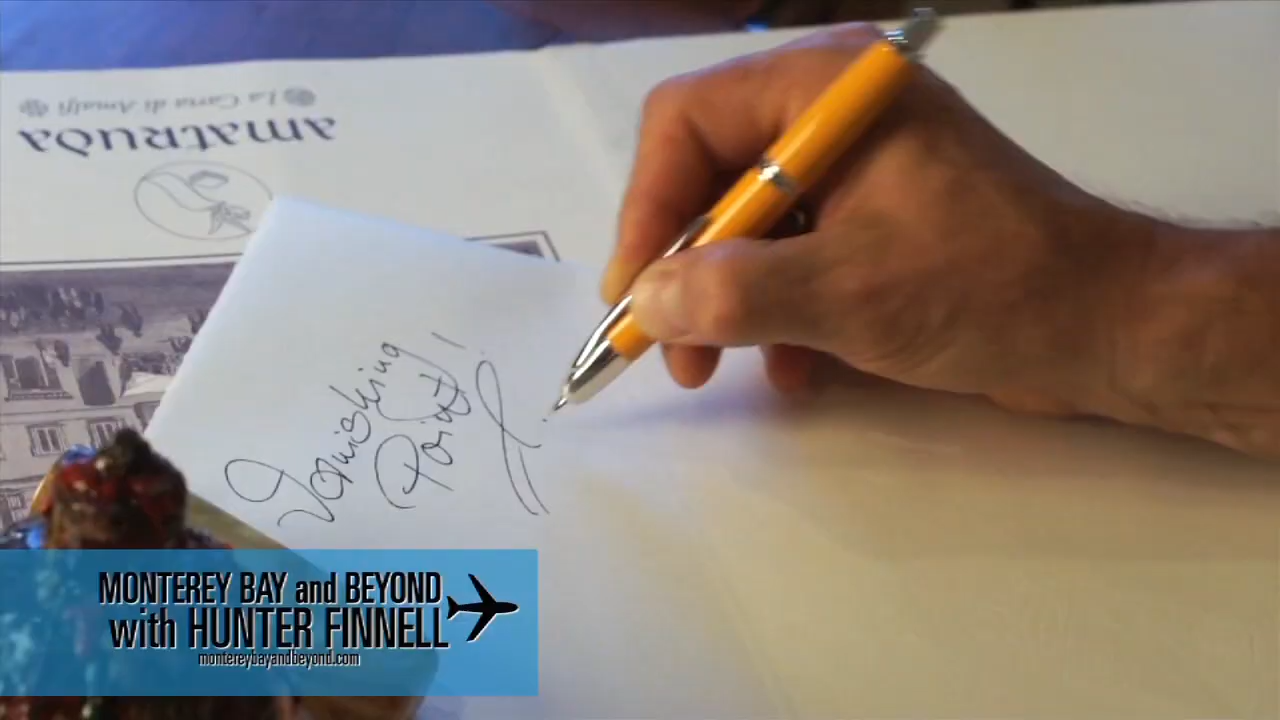 La Carta di Amalfi
amatruda
Vanishing
Point!
MONTEREY BAY and BEYOND
with HUNTER FINNELL
montereybayandbeyond.com